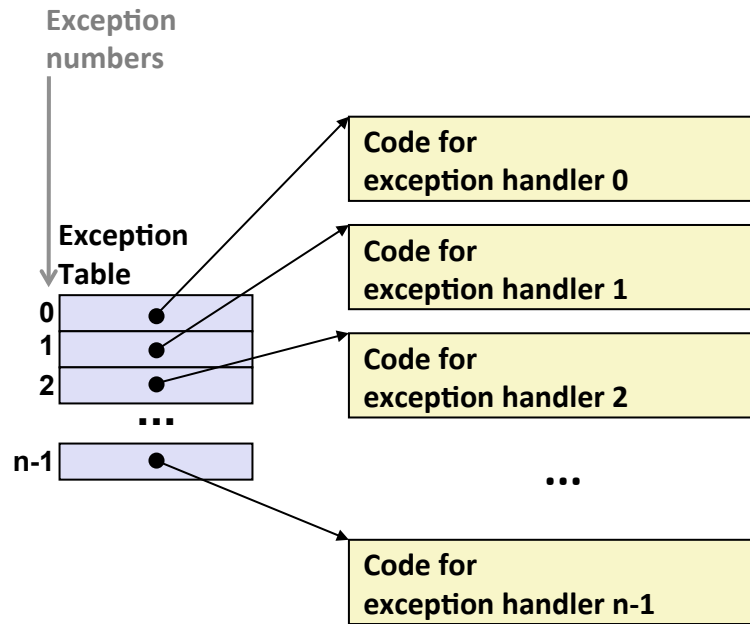 Exception
numbers
Exception
Table
0
1
2
...
n-1
Code for
exception handler 0
Code for
exception handler 1
Code for
exception handler 2
...
Code for
exception handler n-1